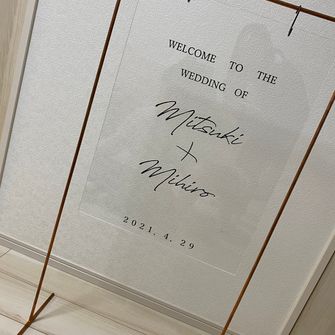 WELCOME TO THE
WEDDING OF
Mitsuki
+
Mihiro
2021. 4. 29